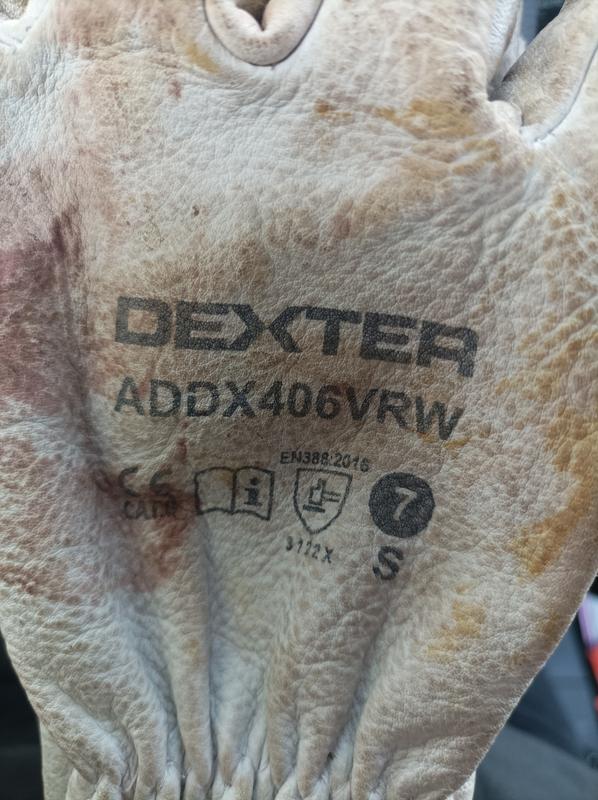 DEXTER
ADDX406VRW
EN388:2016
CE
i
7
CAT.II
3122X
S